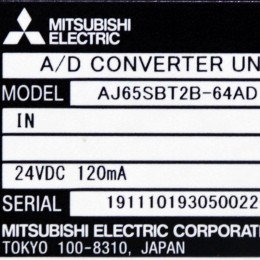 MITSUBISHI
ELECTRIC
A/D CONVERTER UN
MODEL AJ65SBT2B-64AD
IN
24VDC 120mA
SERIAL 191110193050022
MITSUBISHI ELECTRIC CORPORAT
TOKYO 100-8310, JAPAN